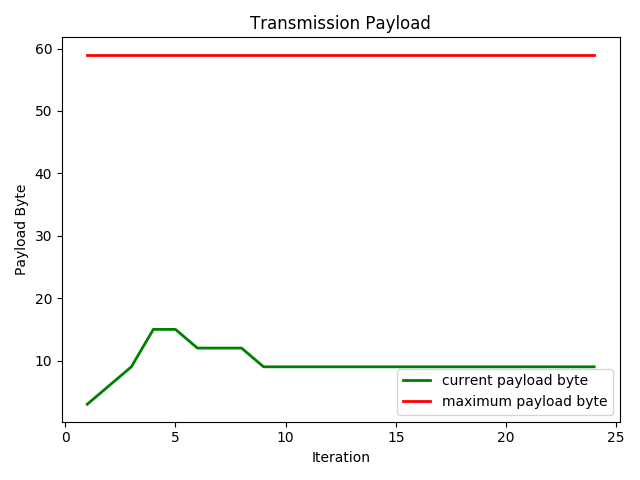 Transmission Payload
Payload Byte
60
50
40
30
20
10
0
5
10
15
20
25
Iteration
current payload byte
maximum payload byte